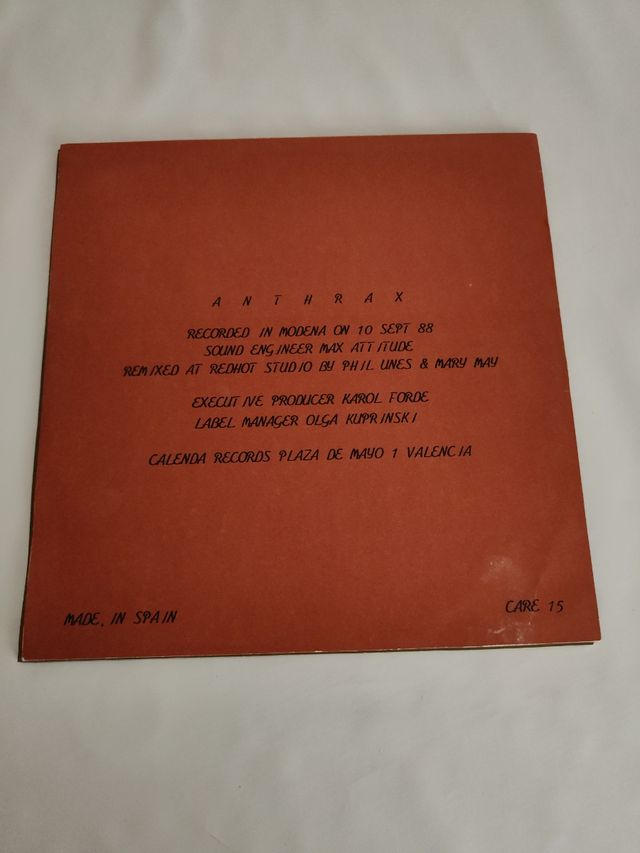 ANTHRAX
RECORDED IN MODENA ON 10 SEPT 88
SOUND ENGINEER MAX ATTITUDE
REMIXED AT REDHOT STUDIO BY PHIL UNES & MARY MAY
EXECUTIVE PRODUCER KAROL FORDE
LABEL MANAGER OLGA KUPRINSKI
CALENDA RECORDS PLAZA DE MAYO 1 VALENCIA
MADE, IN SPAIN
CARE 15